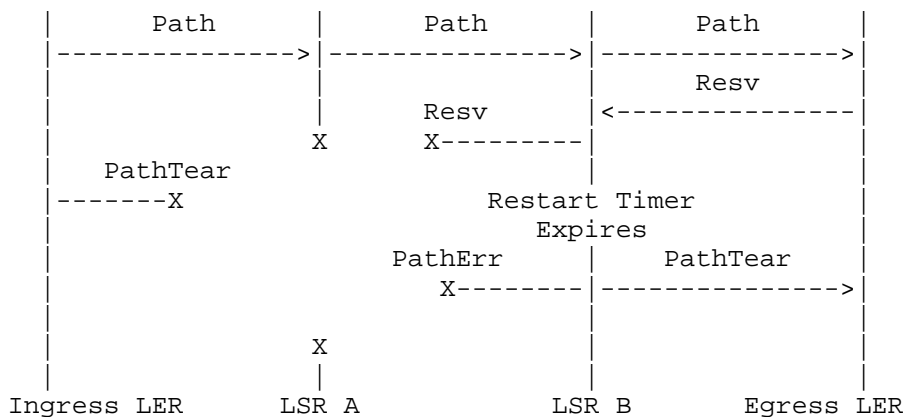 Path Path Path
Resv
Resv
X X
PathTear
X Restart Timer
Expires
PathErr PathTear
X
X
Ingress LER LSR A LSR B Egress LER